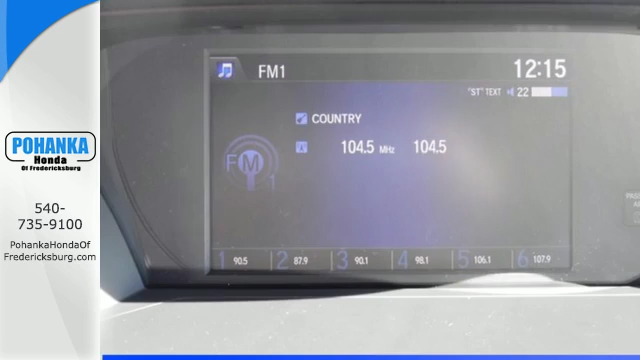 POHANKA
Honda
Of Fredericksburg
540-
735-9100
PohankaHondaOf
Fredericksburg.com
FM1
12:15
"ST" TEXT 22
COUNTRY
FM1
104.5 MHz 104.5
1 90.5 2 87.9 3 90.1 4 98.1 5 106.1 6 107.9